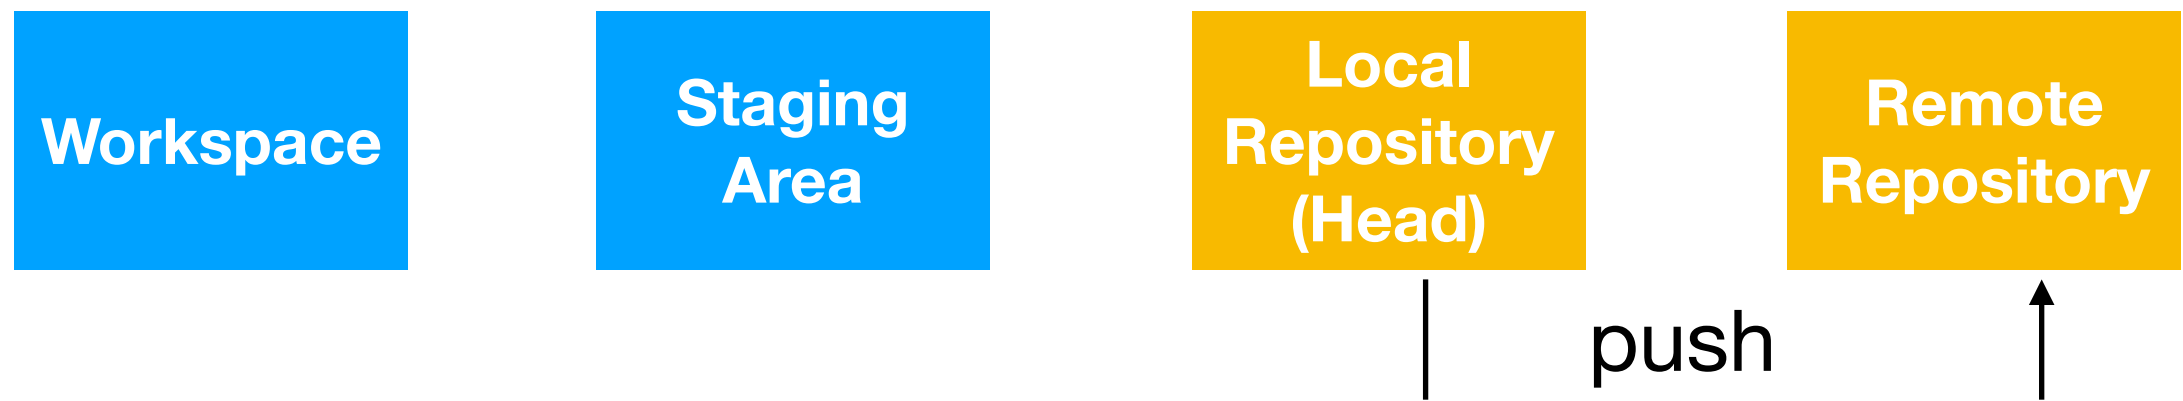 Workspace
Staging
Area
Local
Repository
(Head)
Remote
Repository
push